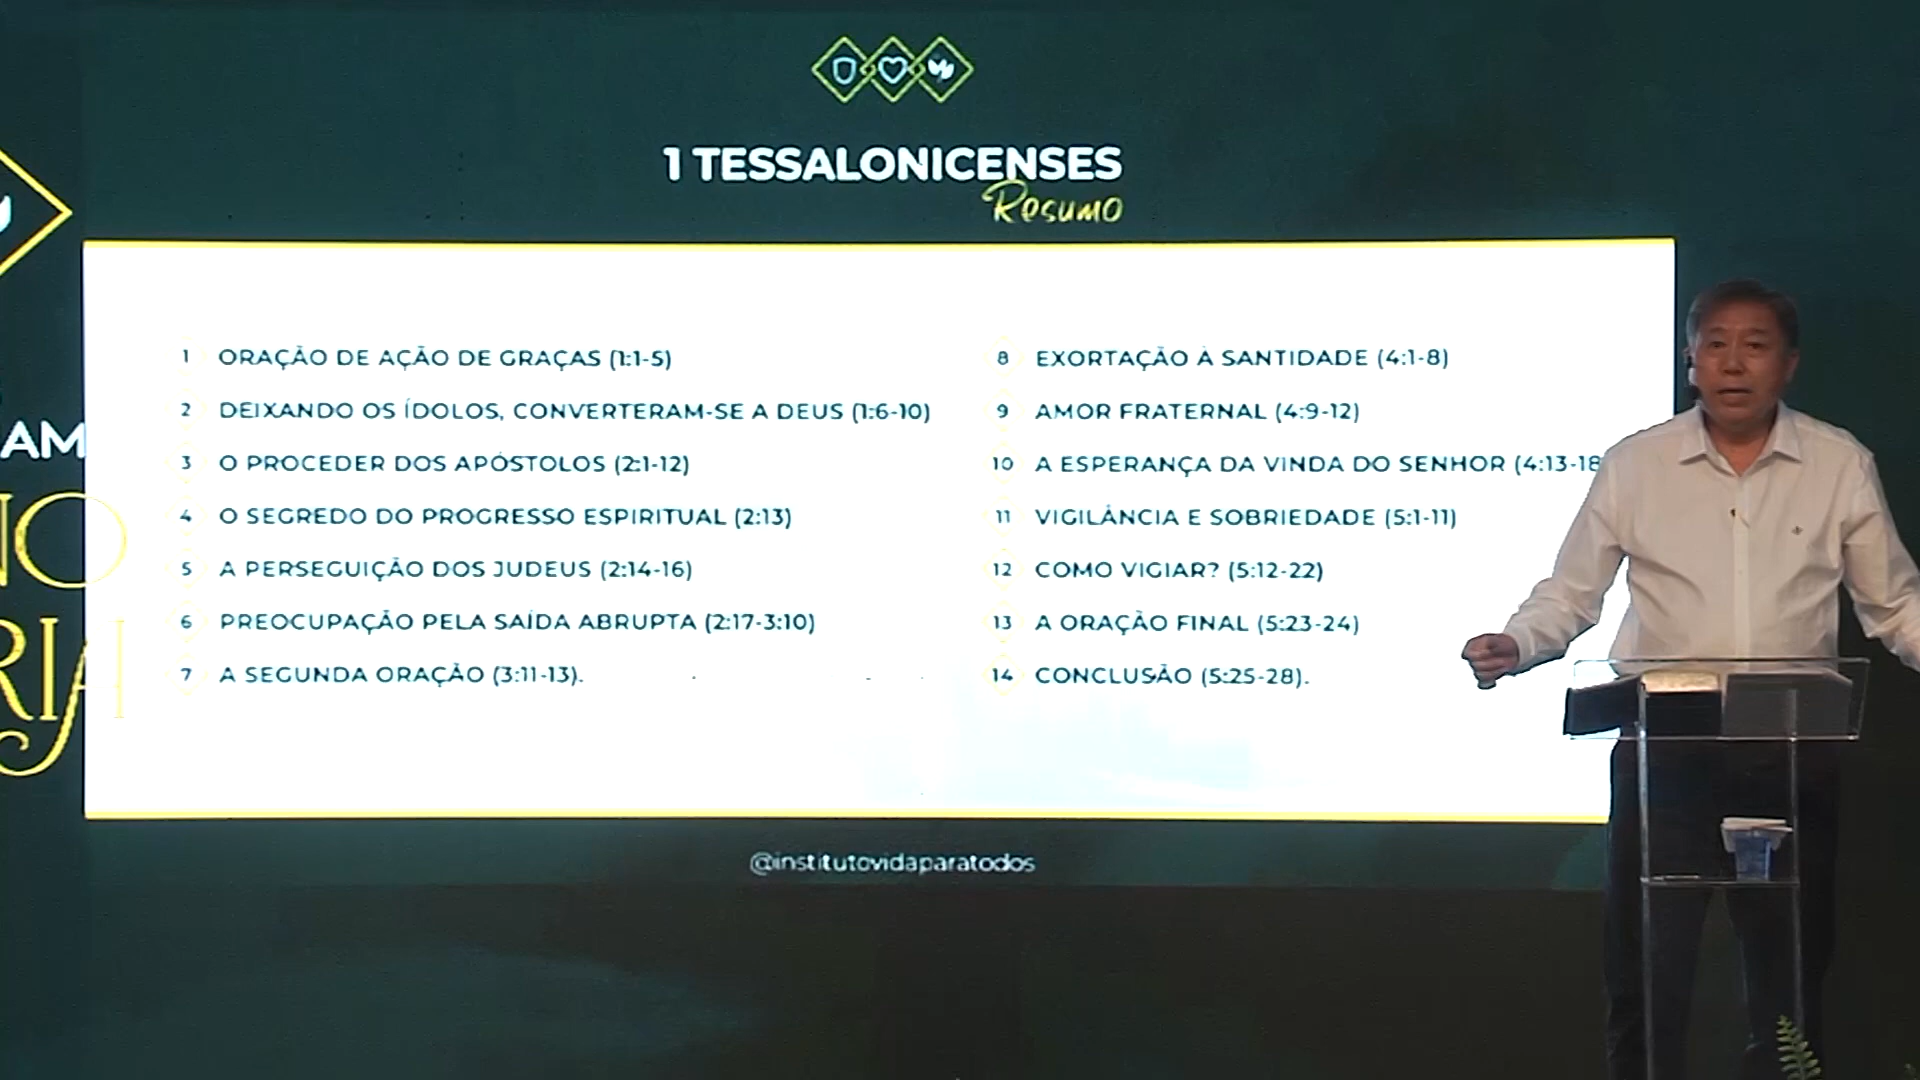 1 TESSALONICENSES
Resumo
1 ORAÇÃO DE AÇÃO DE GRAÇAS (1:1-5)
2 DEIXANDO OS ÍDOLOS, CONVERTERAM-SE A DEUS (1:6-10)
3 O PROCEDER DOS APÓSTOLOS (2:1-12)
4 O SEGREDO DO PROGRESSO ESPIRITUAL (2:13)
5 A PERSEGUIÇÃO DOS JUDEUS (2:14-16)
6 PREOCUPAÇÃO PELA SAÍDA ABRUPTA (2:17-3:10)
7 A SEGUNDA ORAÇÃO (3:11-13).
8 EXORTAÇÃO À SANTIDADE (4:1-8)
9 AMOR FRATERNAL (4:9-12)
10 A ESPERANÇA DA VINDA DO SENHOR (4:13-18
11 VIGILÂNCIA E SOBRIEDADE (5:1-11)
12 COMO VIGIAR? (5:12-22)
13 A ORAÇÃO FINAL (5:23-24)
14 CONCLUSÃO (5:25-28).
AM
NO
RIA
@institutovidaparatodos